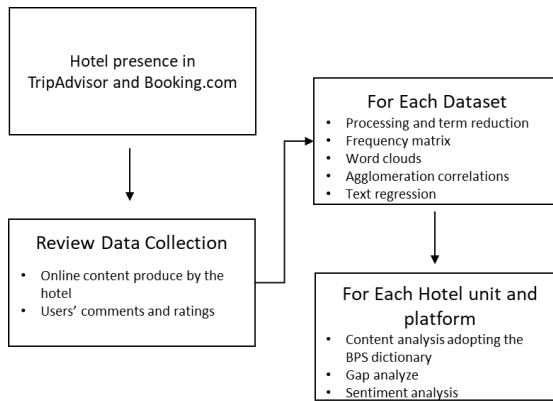 Hotel presence in
TripAdvisor and Booking.com
Review Data Collection
• Online content produce by the
hotel
• Users' comments and ratings
For Each Dataset
• Processing and term reduction
• Frequency matrix
• Word clouds
• Agglomeration correlations
• Text regression
For Each Hotel unit and
platform
• Content analysis adopting the
BPS dictionary
• Gap analyze
• Sentiment analysis